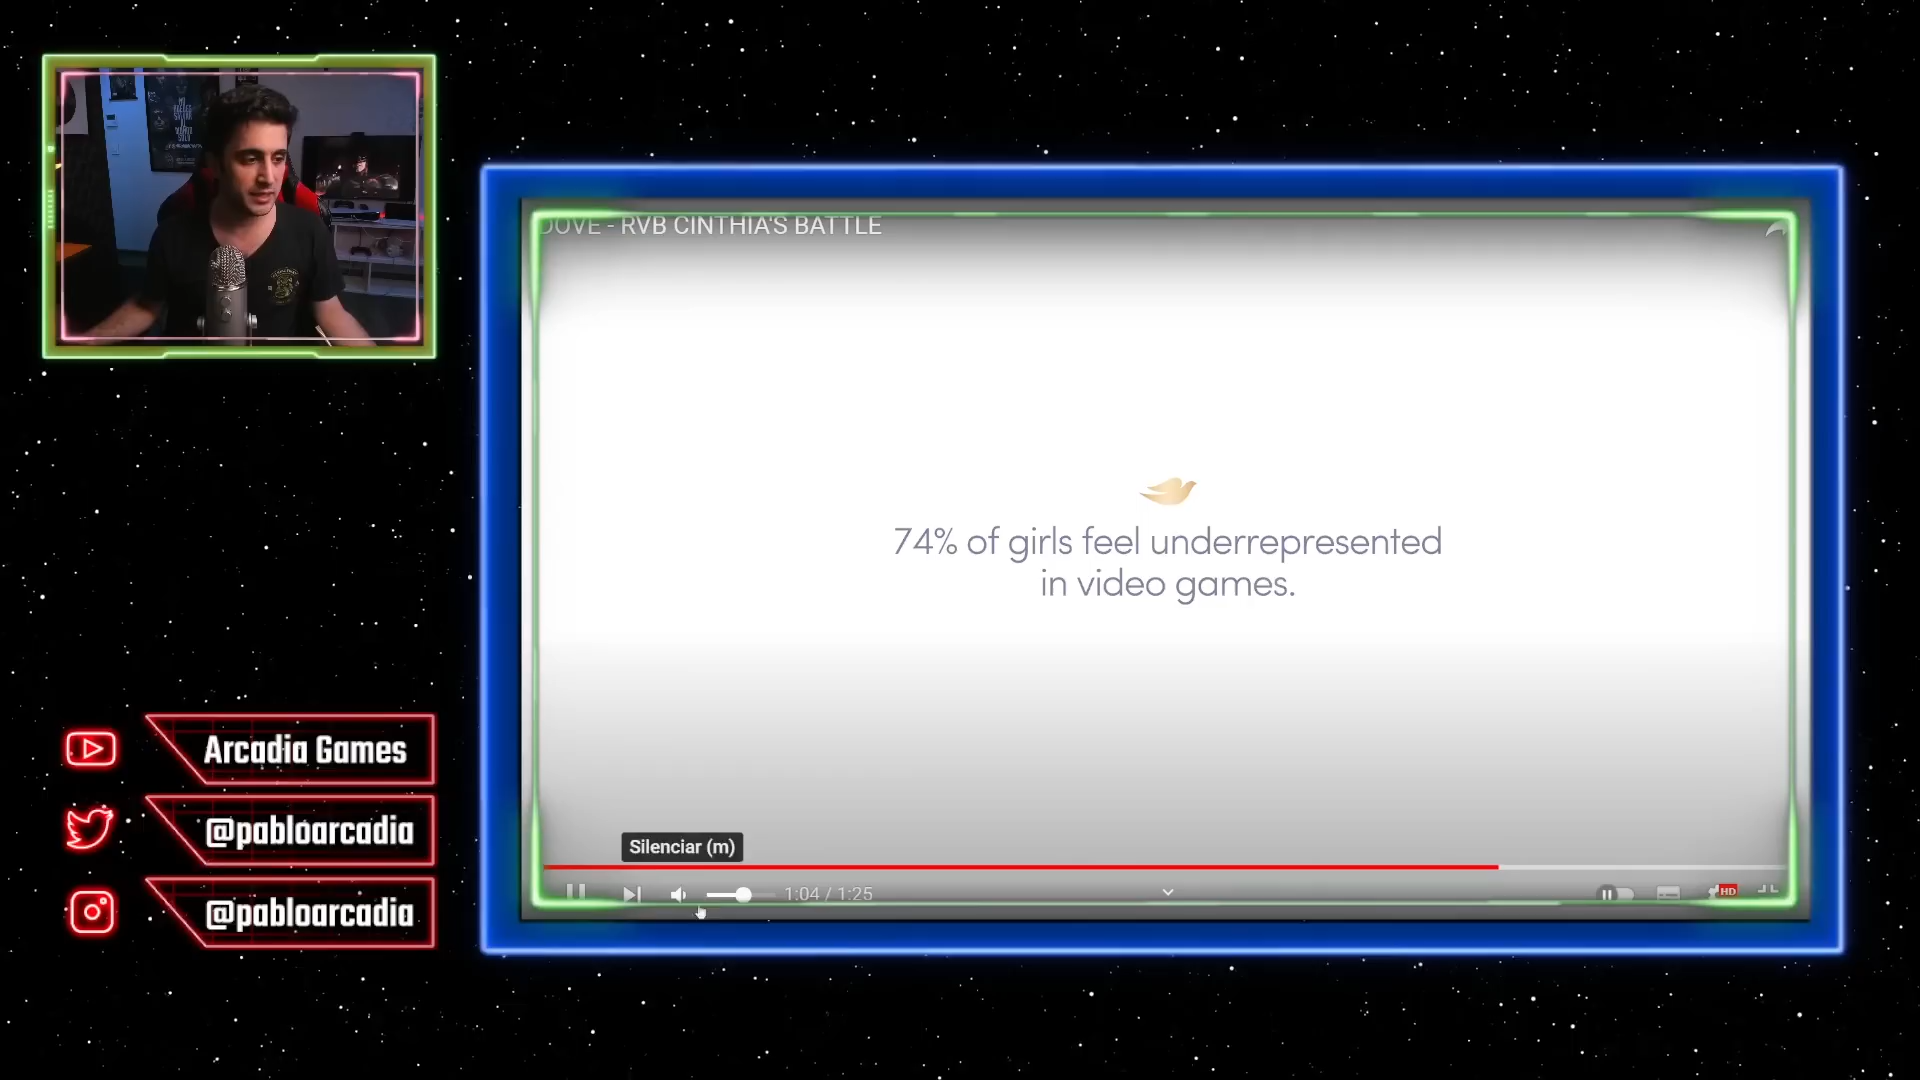 DOVE - RVB CINTHIA'S BATTLE
74% of girls feel underrepresented
in video games.
Silenciar (m)
1:04 / 1:25
HD
Arcadia Games
@pabloarcadia
@pabloarcadia